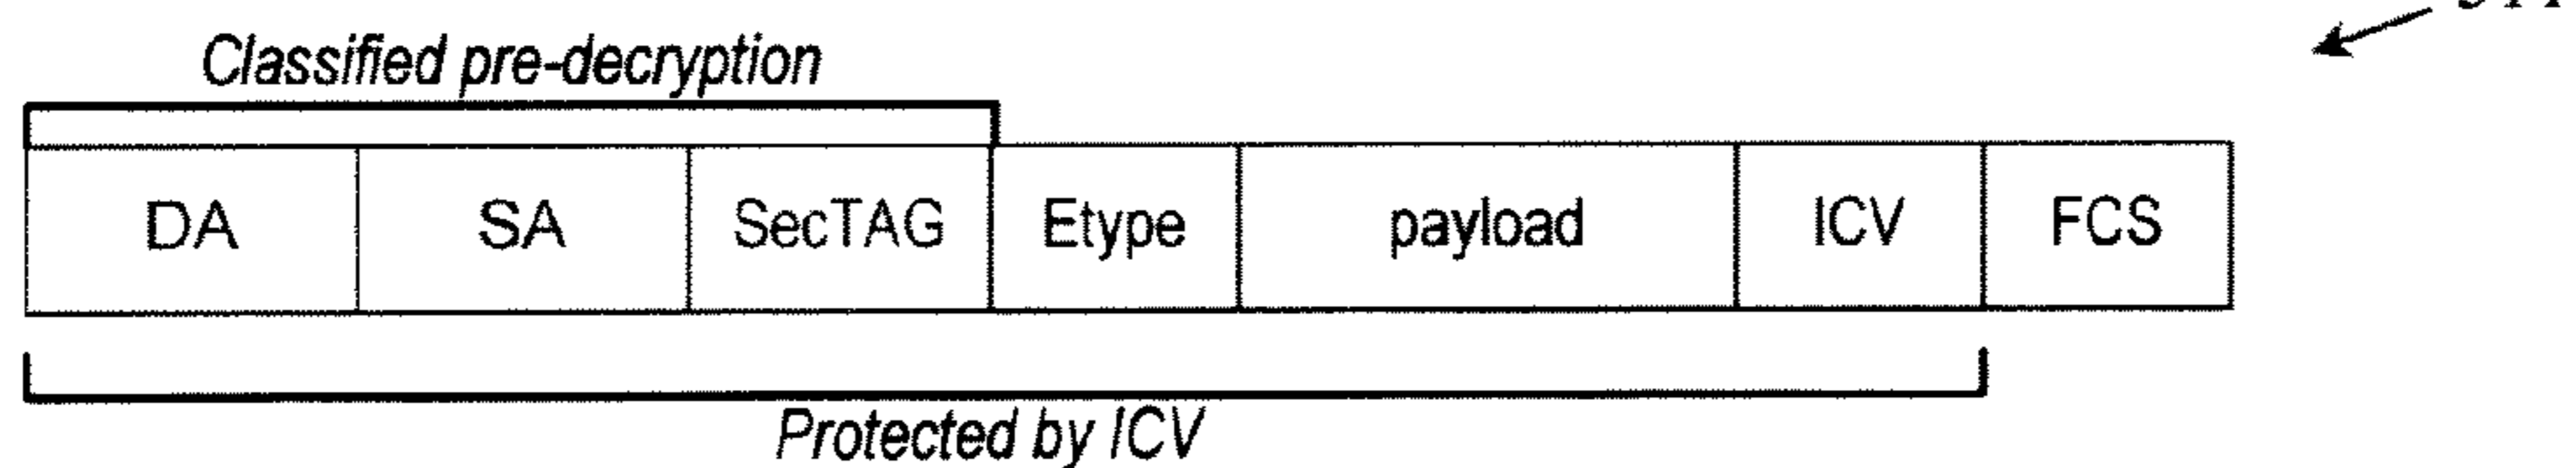 Classified pre-decryption
DA SA SecTAG Etype payload ICV FCS
Protected by ICV